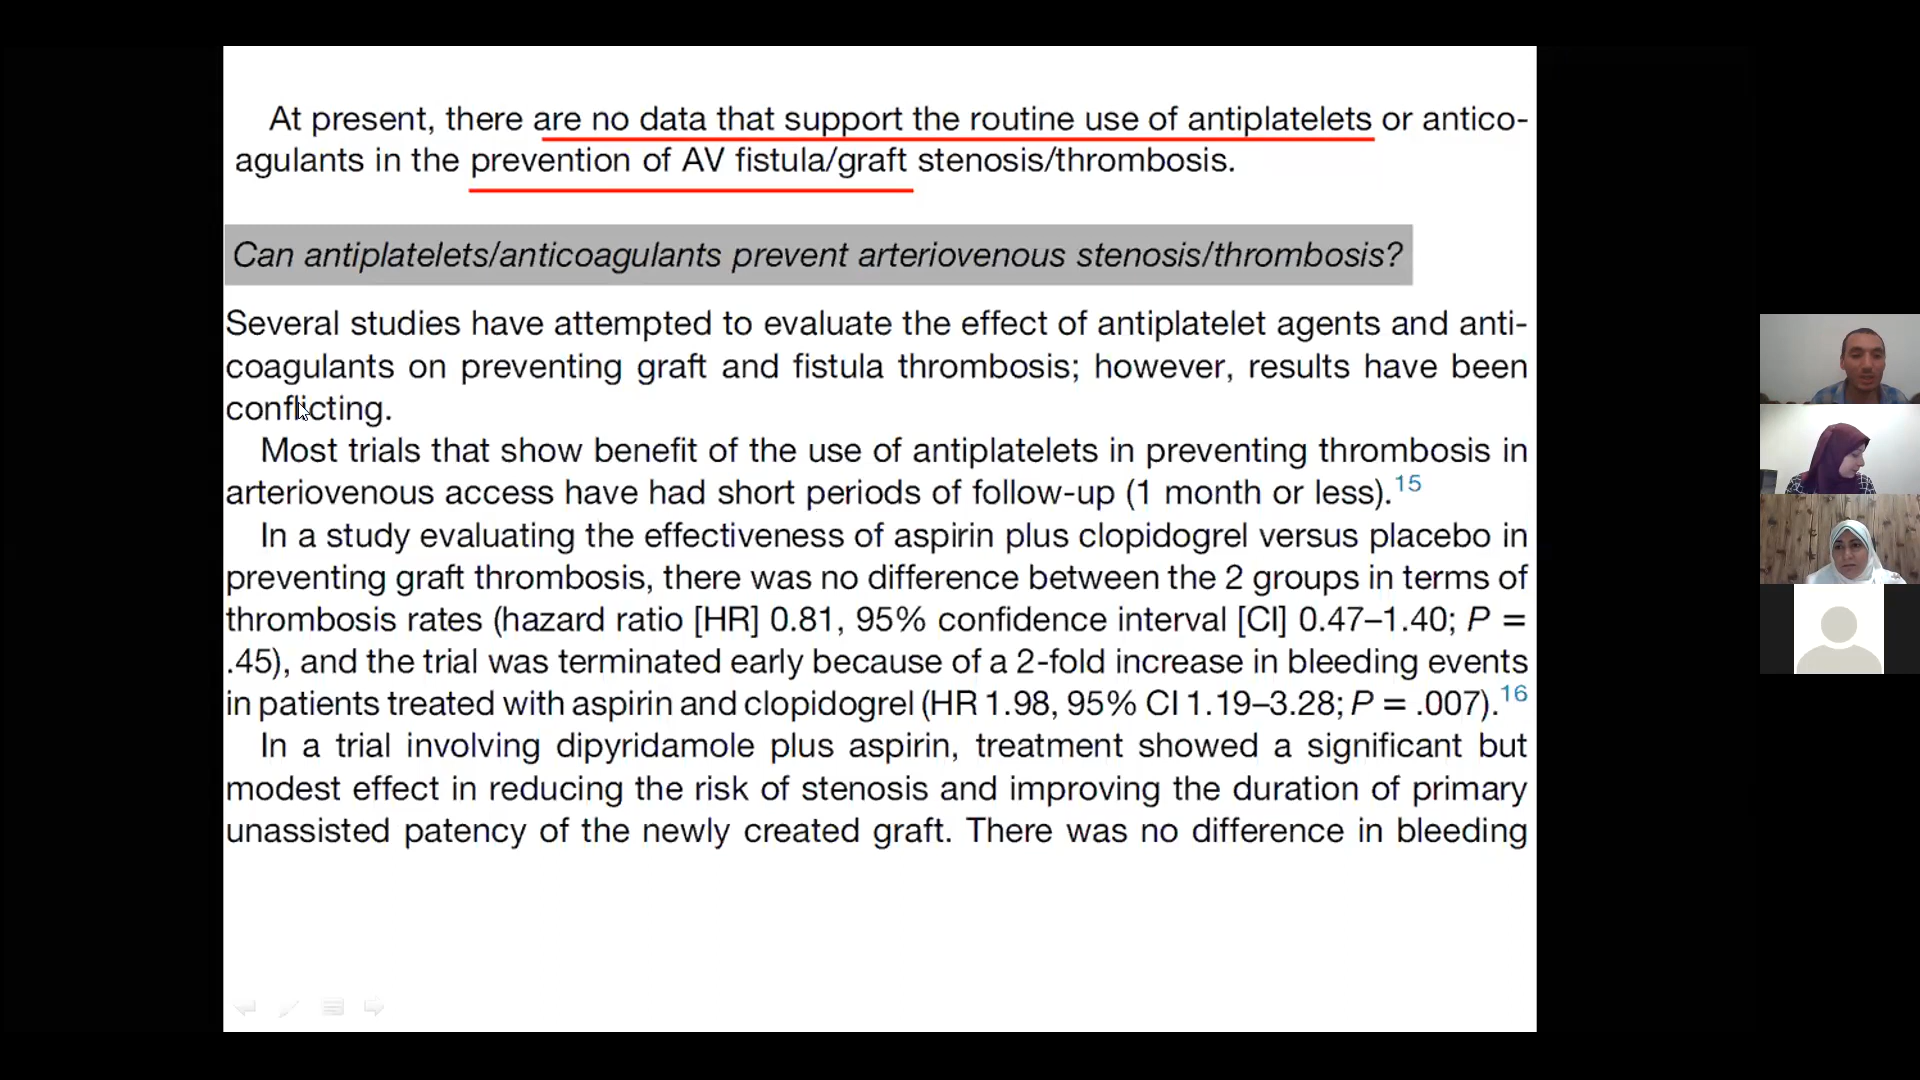 At present, there are no data that support the routine use of antiplatelets or antico-
agulants in the prevention of AV fistula/graft stenosis/thrombosis.
Can antiplatelets/anticoagulants prevent arteriovenous stenosis/thrombosis?
Several studies have attempted to evaluate the effect of antiplatelet agents and anti-
coagulants on preventing graft and fistula thrombosis; however, results have been
conflicting.
Most trials that show benefit of the use of antiplatelets in preventing thrombosis in
arteriovenous access have had short periods of follow-up (1 month or less).15
In a study evaluating the effectiveness of aspirin plus clopidogrel versus placebo in
preventing graft thrombosis, there was no difference between the 2 groups in terms of
thrombosis rates (hazard ratio [HR] 0.81, 95% confidence interval [CI] 0.47–1.40; P =
.45), and the trial was terminated early because of a 2-fold increase in bleeding events
in patients treated with aspirin and clopidogrel (HR 1.98, 95% CI 1.19–3.28; P = .007).16
In a trial involving dipyridamole plus aspirin, treatment showed a significant but
modest effect in reducing the risk of stenosis and improving the duration of primary
unassisted patency of the newly created graft. There was no difference in bleeding